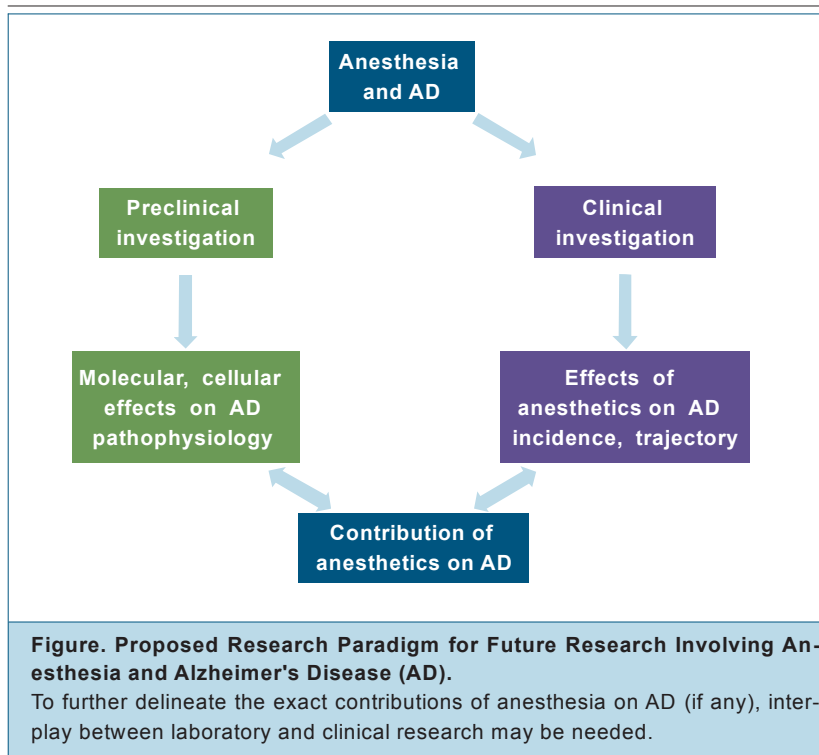 Anesthesia
and AD
Preclinical
investigation
Clinical
investigation
Molecular, cellular
effects on AD
pathophysiology
Effects of
anesthetics on AD
incidence, trajectory
Contribution of
anesthetics on AD
Figure. Proposed Research Paradigm for Future Research Involving An-
esthesia and Alzheimer's Disease (AD).
To further delineate the exact contributions of anesthesia on AD (if any), inter-
play between laboratory and clinical research may be needed.